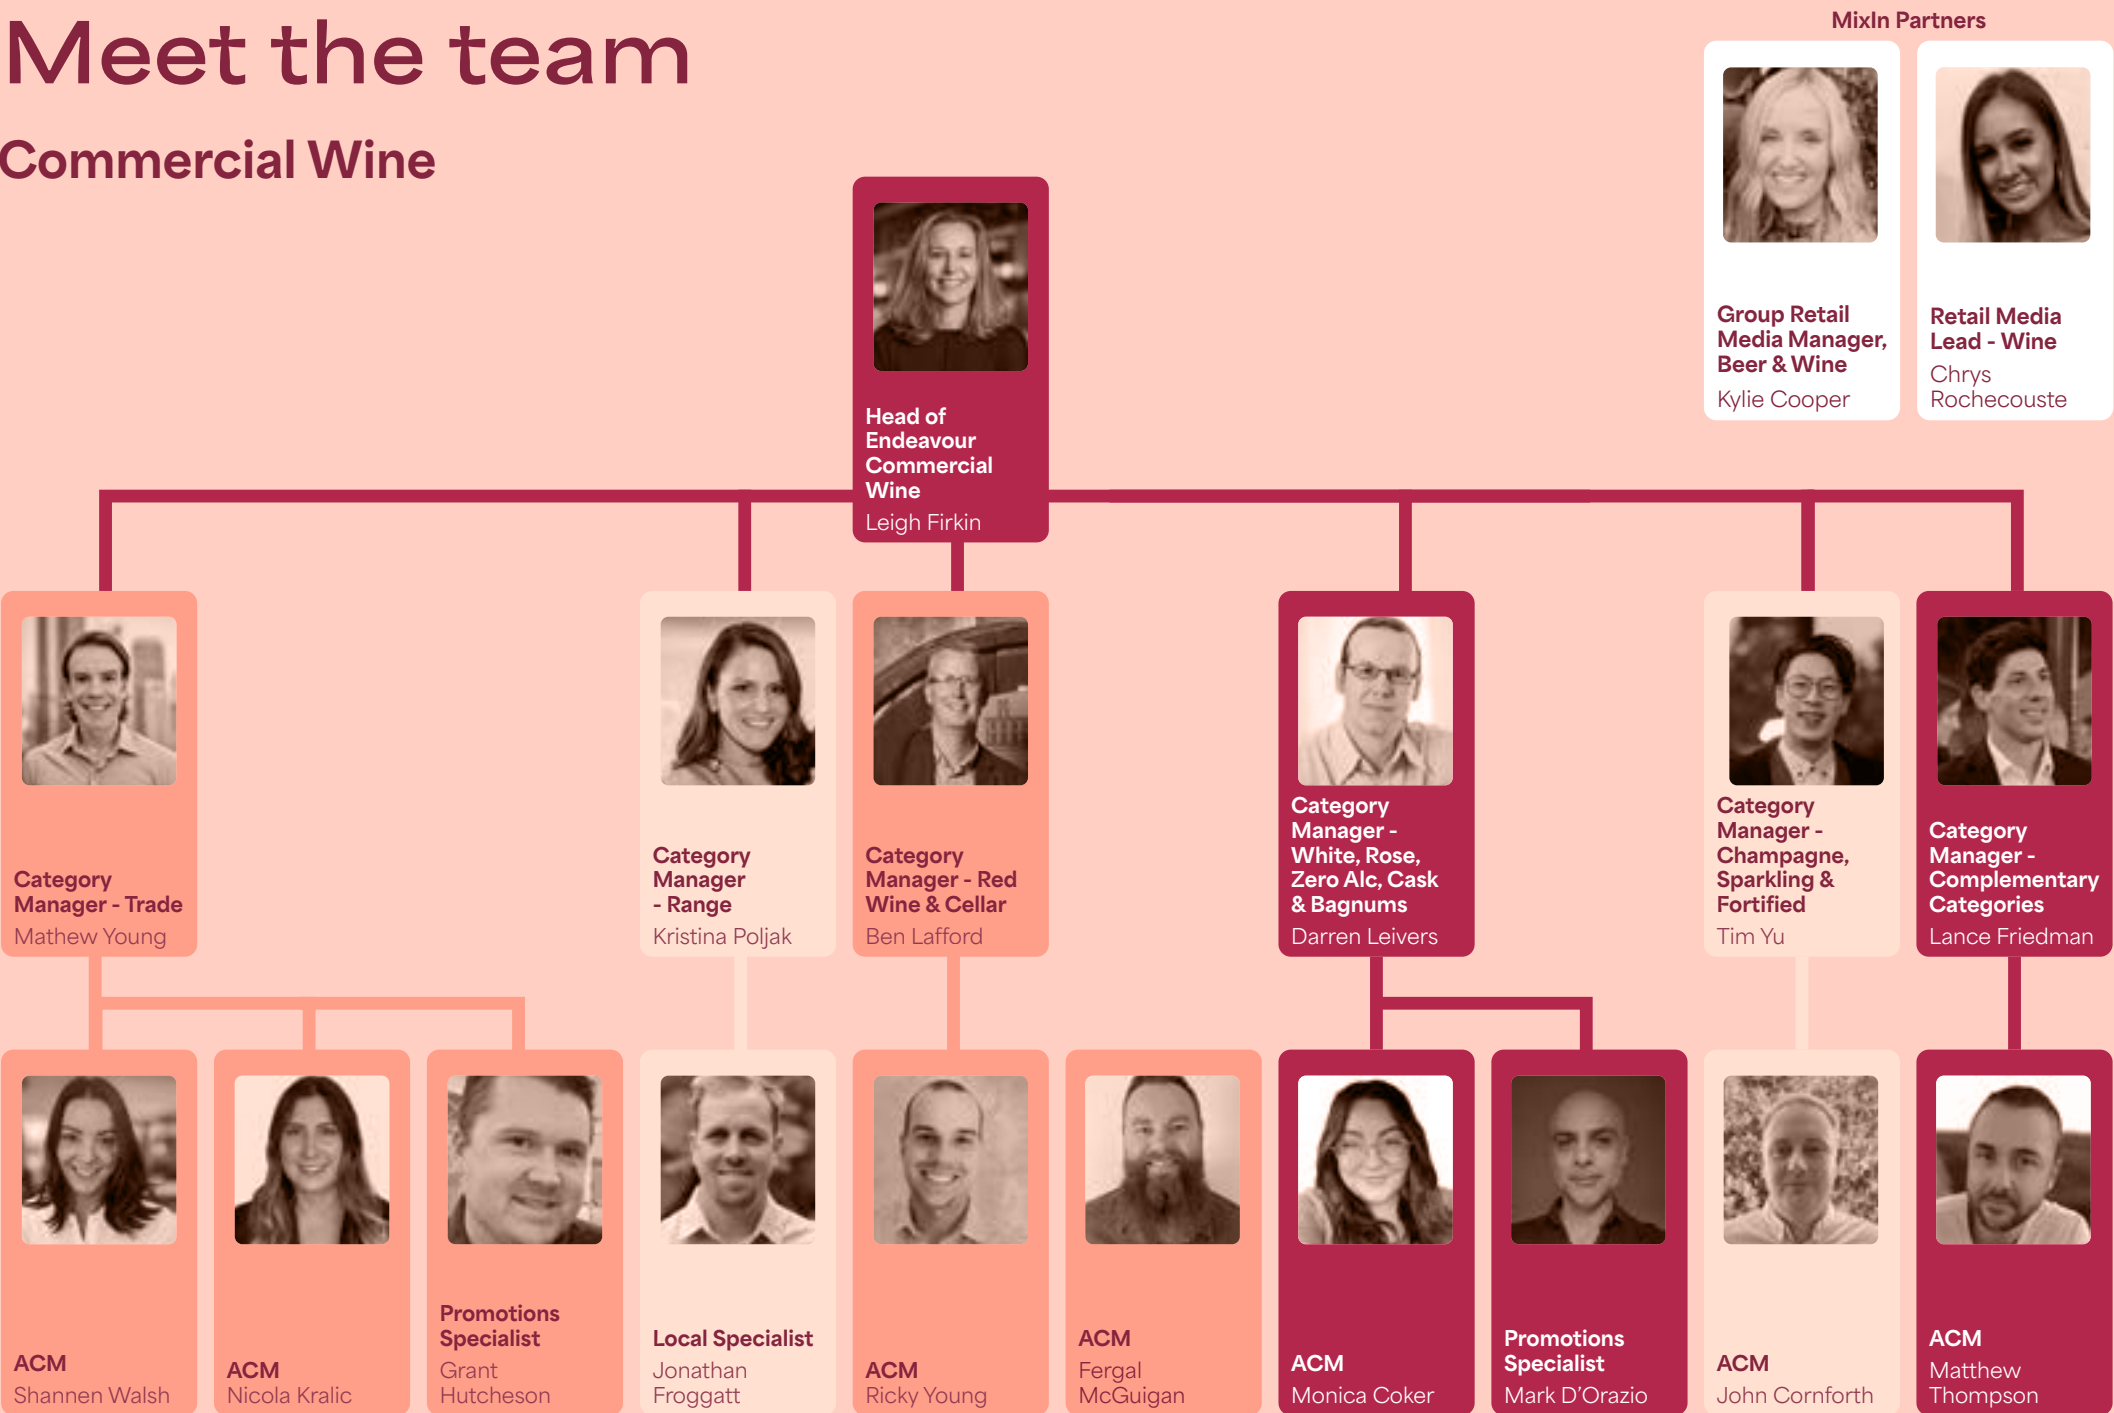 Meet the team
Commercial Wine
MixIn Partners
Group Retail
Media Manager,
Beer & Wine
Kylie Cooper
Retail Media
Lead - Wine
Chrys
Rochecouste
Head of
Endeavour
Commercial
Wine
Leigh Firkin
Category
Manager - Trade
Mathew Young
Category
Manager
- Range
Kristina Poljak
Category
Manager - Red
Wine & Cellar
Ben Lafford
Category
Manager -
White, Rose,
Zero Alc, Cask
& Bagnums
Darren Leivers
Category
Manager -
Champagne,
Sparkling &
Fortified
Tim Yu
Category
Manager -
Complementary
Categories
Lance Friedman
ACM
Shannen Walsh
ACM
Nicola Kralic
Promotions
Specialist
Grant
Hutcheson
Local Specialist
Jonathan
Froggatt
ACM
Ricky Young
ACM
Fergal
McGuigan
ACM
Monica Coker
Promotions
Specialist
Mark D'Orazio
ACM
John Cornforth
ACM
Matthew
Thompson